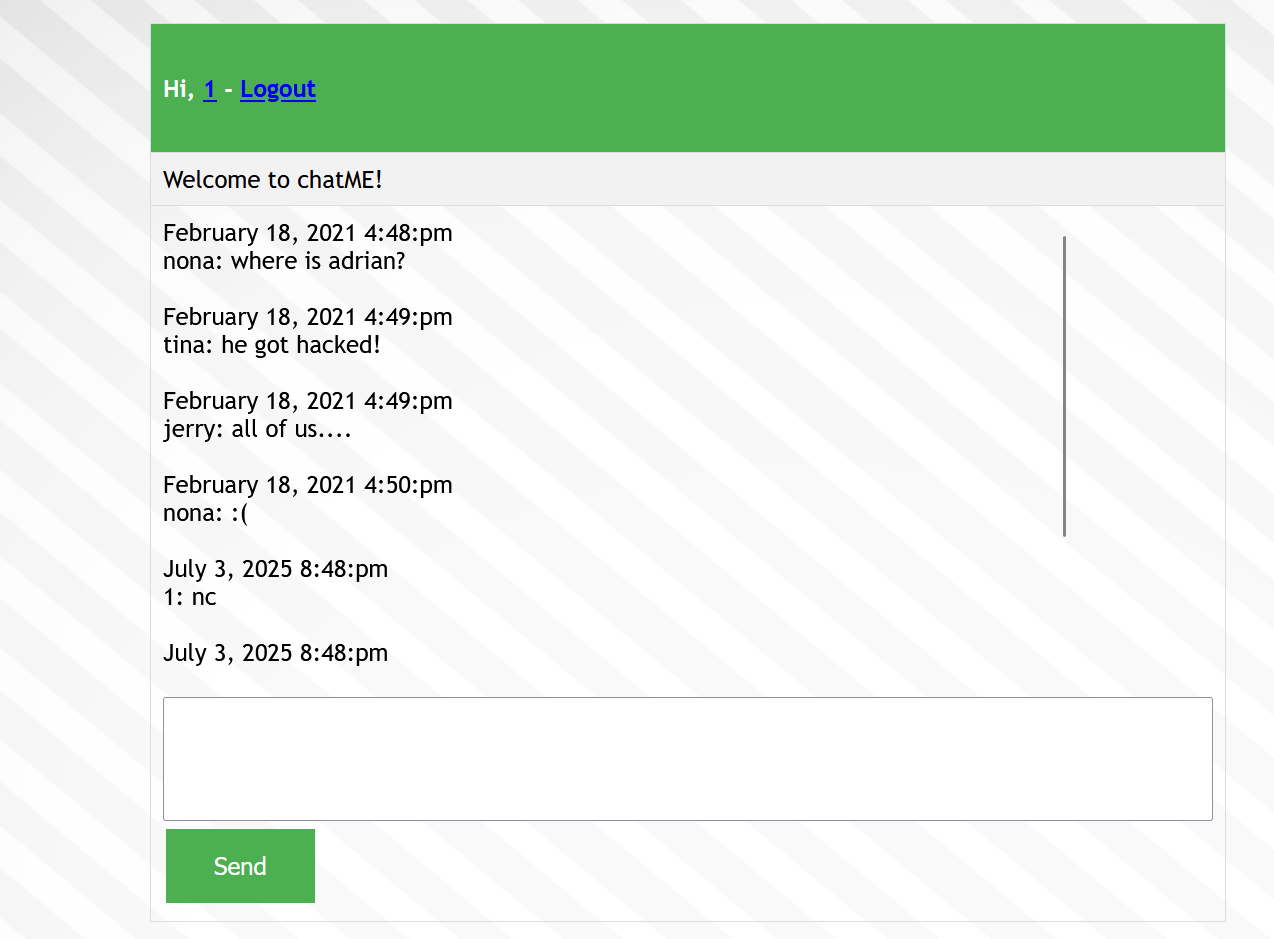 Hi, 1 - Logout
Welcome to chatME!
February 18, 2021 4:48:pm
nona: where is adrian?
February 18, 2021 4:49:pm
tina: he got hacked!
February 18, 2021 4:49:pm
jerry: all of us....
February 18, 2021 4:50:pm
nona: :(
July 3, 2025 8:48:pm
1: nc
July 3, 2025 8:48:pm
Send